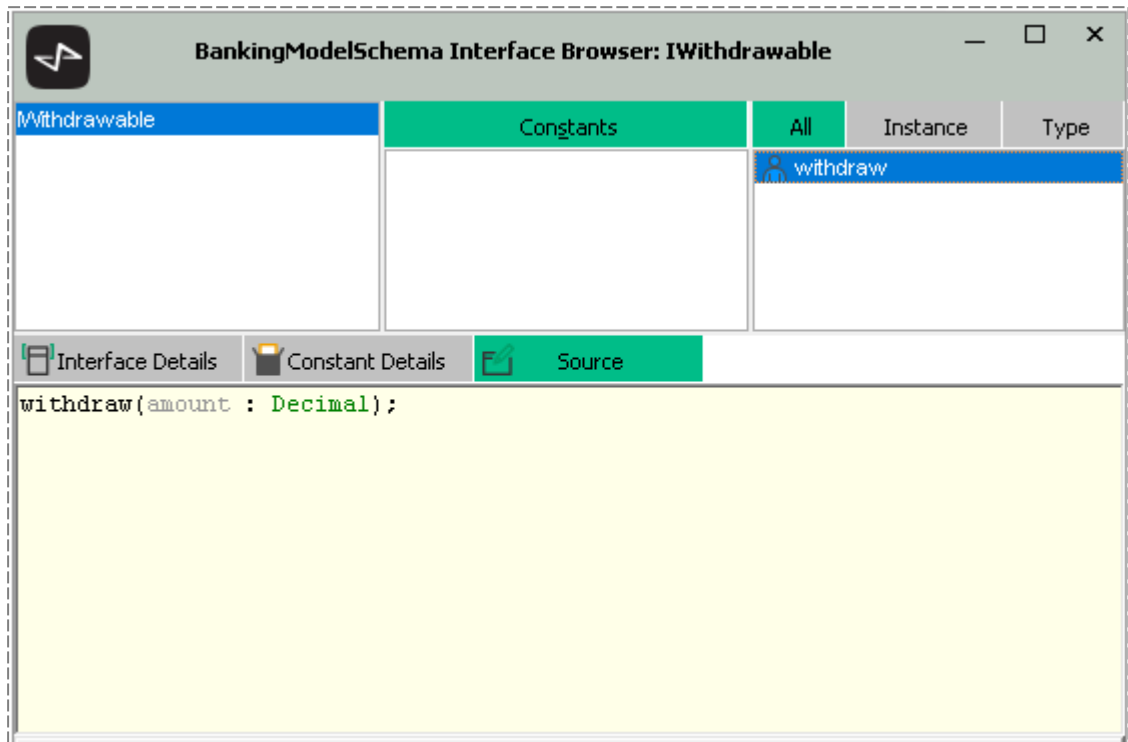 BankingModelSchema Interface Browser: IWithdrawable
IWithdrawable
Constants
All
Instance
Type
withdraw
Interface Details
Constant Details
Source
withdraw(amount : Decimal);